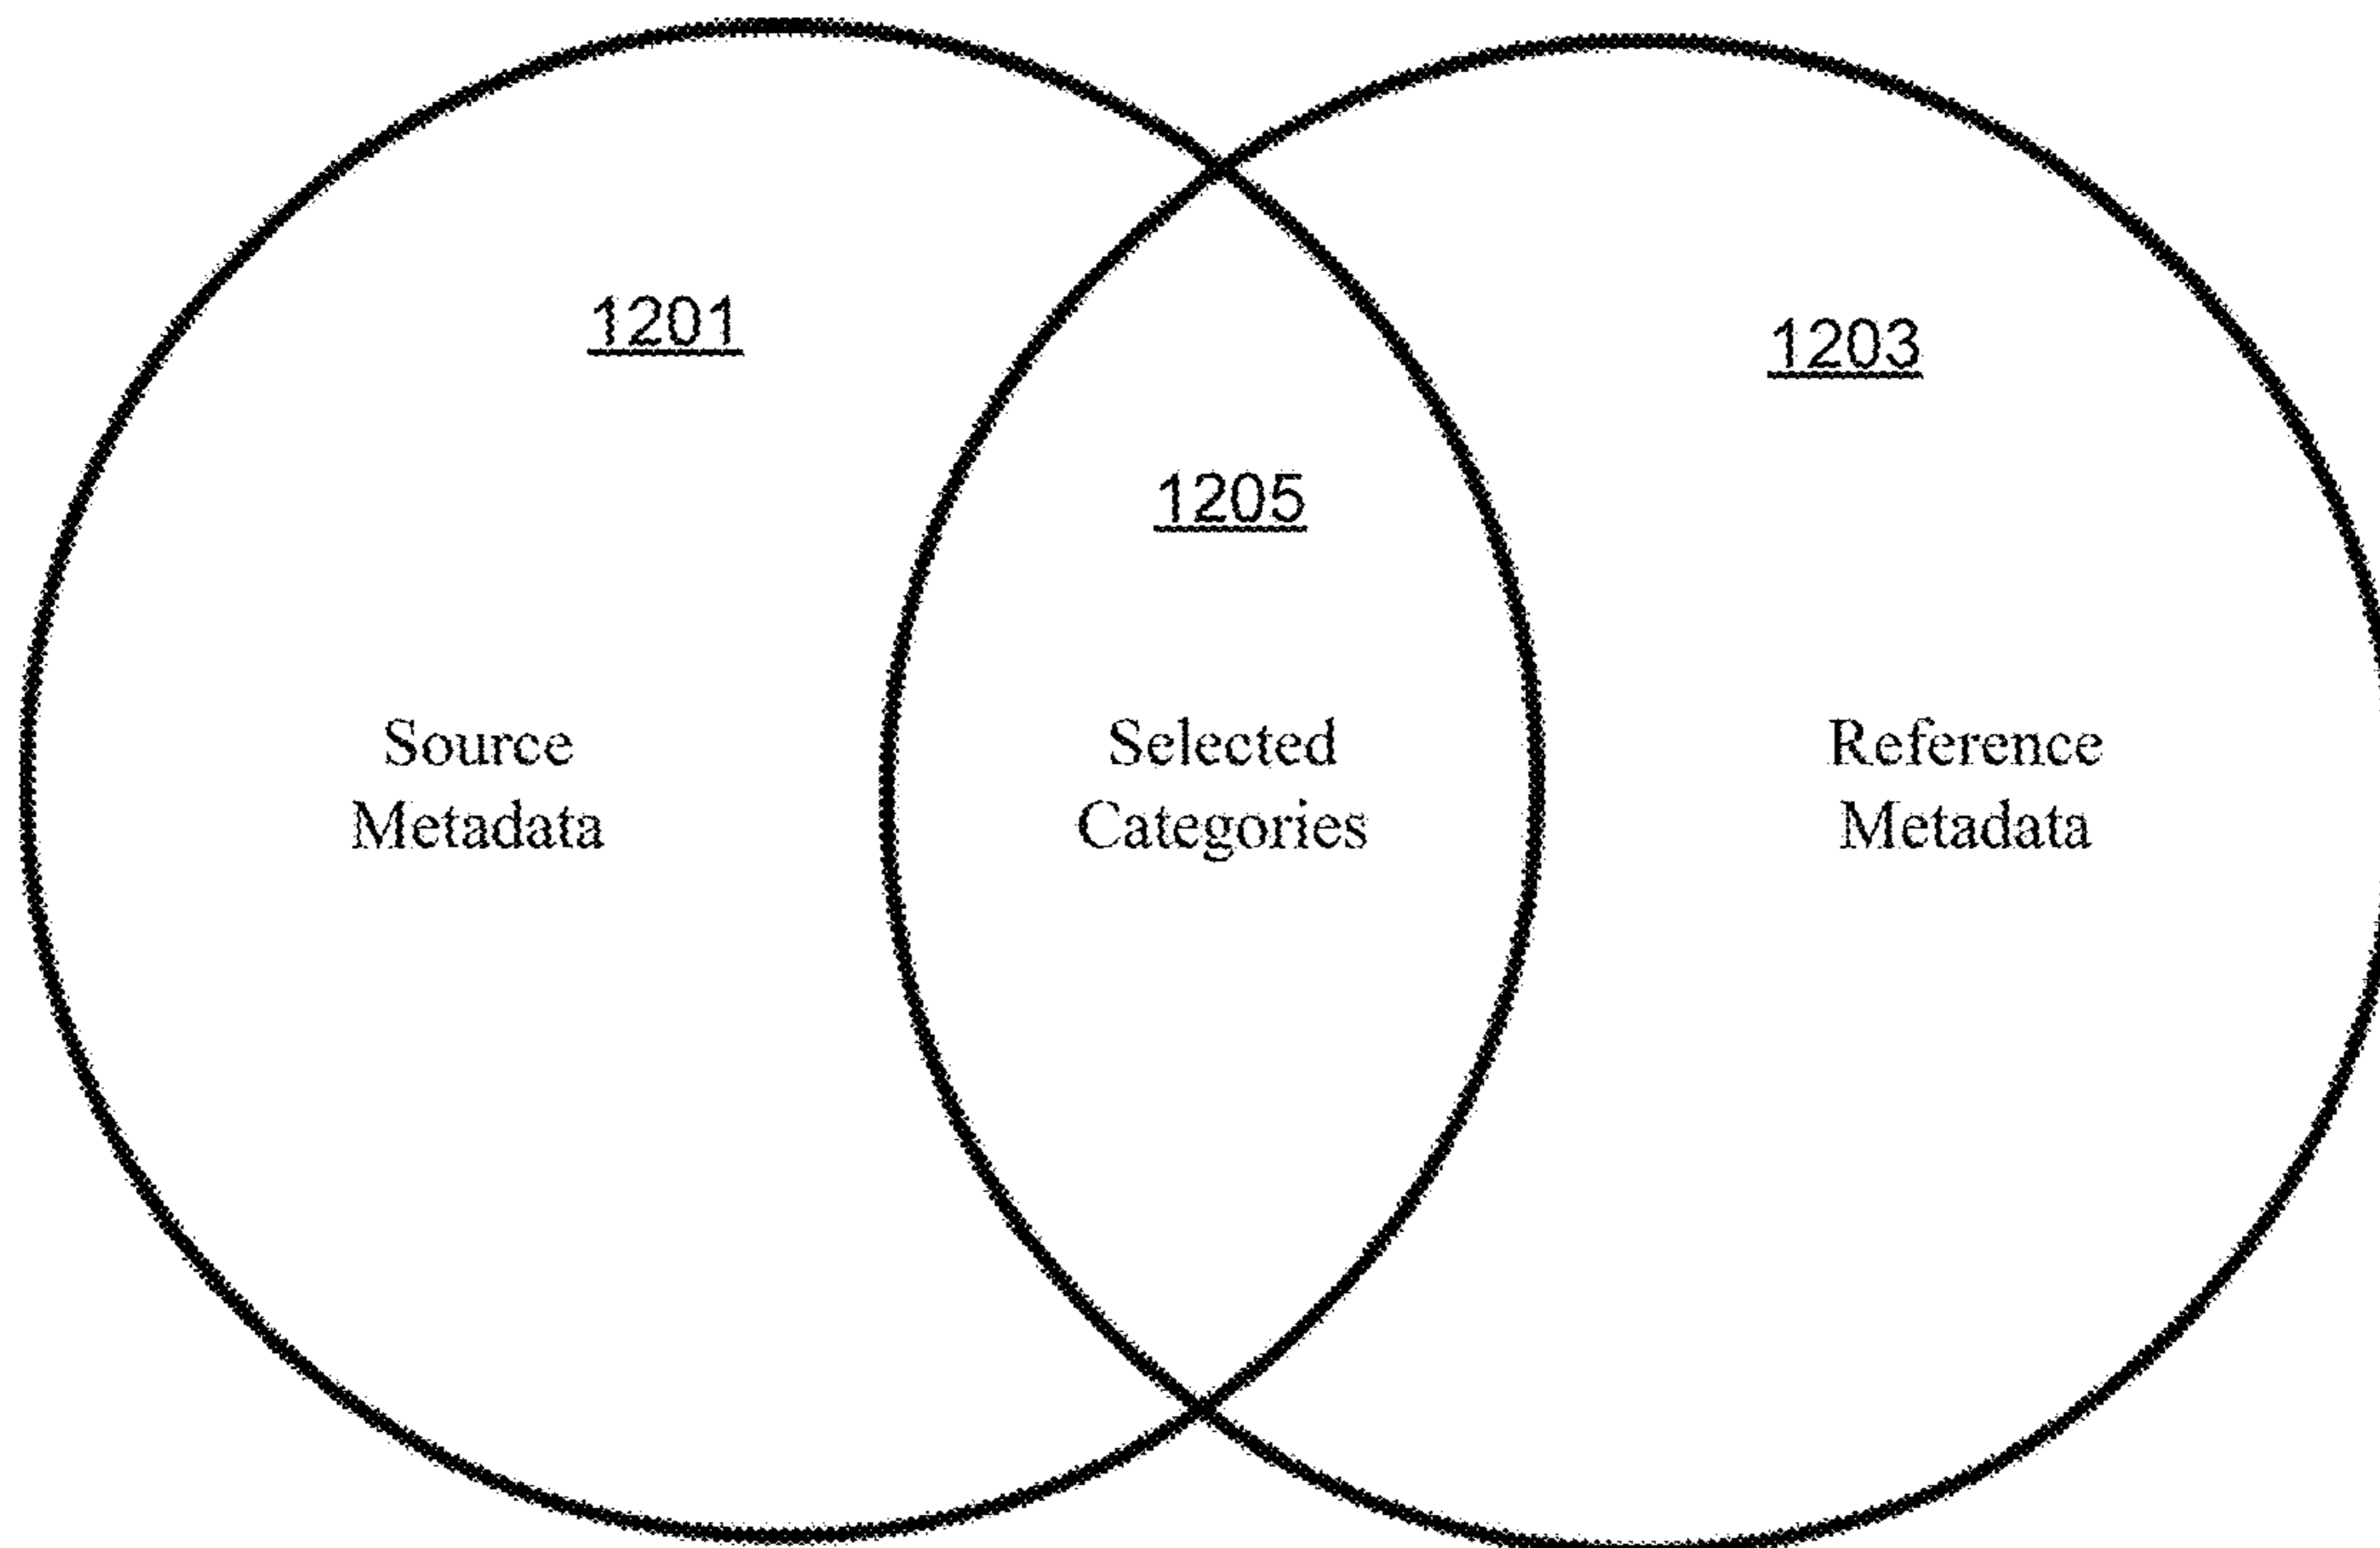 1201
1203
1205
Source
Metadata
Selected
Categories
Reference
Metadata